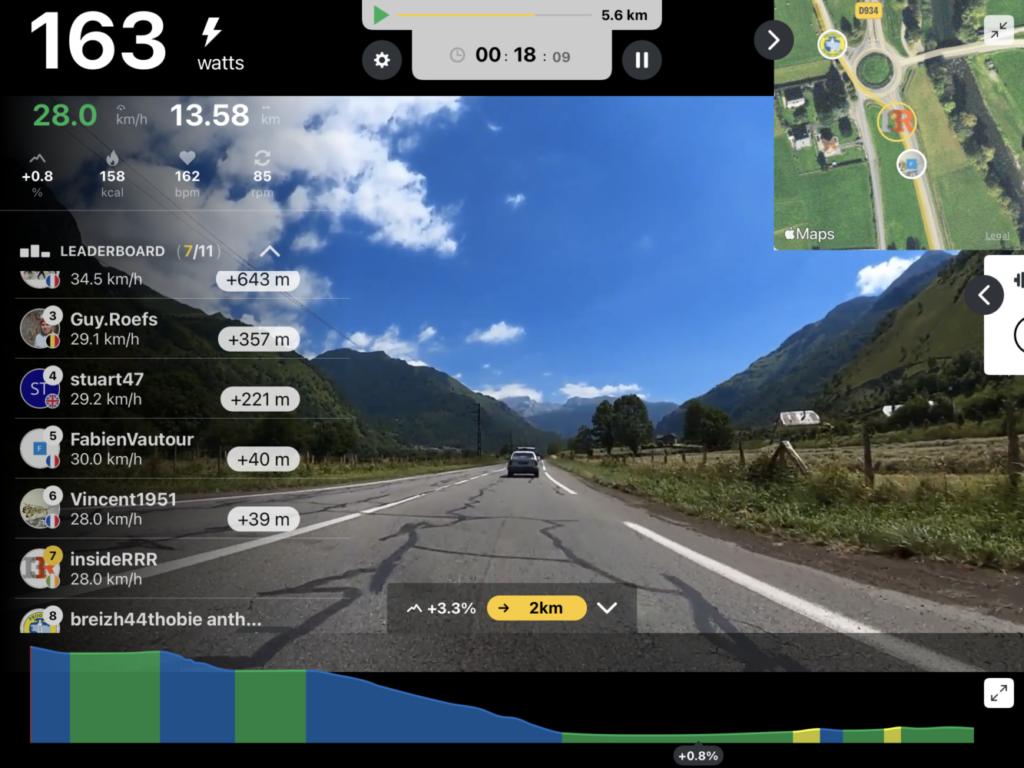 163
watts
5.6 km
00 : 18 : 09
D934
28.0 km/h
13.58 km
+0.8 %
158 kcal
162 bpm
85 rpm
Maps
Legal
LEADERBOARD (7/11)
34.5 km/h
+643 m
3
Guy.Roefs
29.1 km/h
+357 m
ST
4
stuart47
29.2 km/h
+221 m
F
5
FabienVautour
30.0 km/h
+40 m
6
Vincent1951
28.0 km/h
+39 m
7
insideRRR
28.0 km/h
8
breizh44thobie anth...
+3.3%
2km
+0.8%